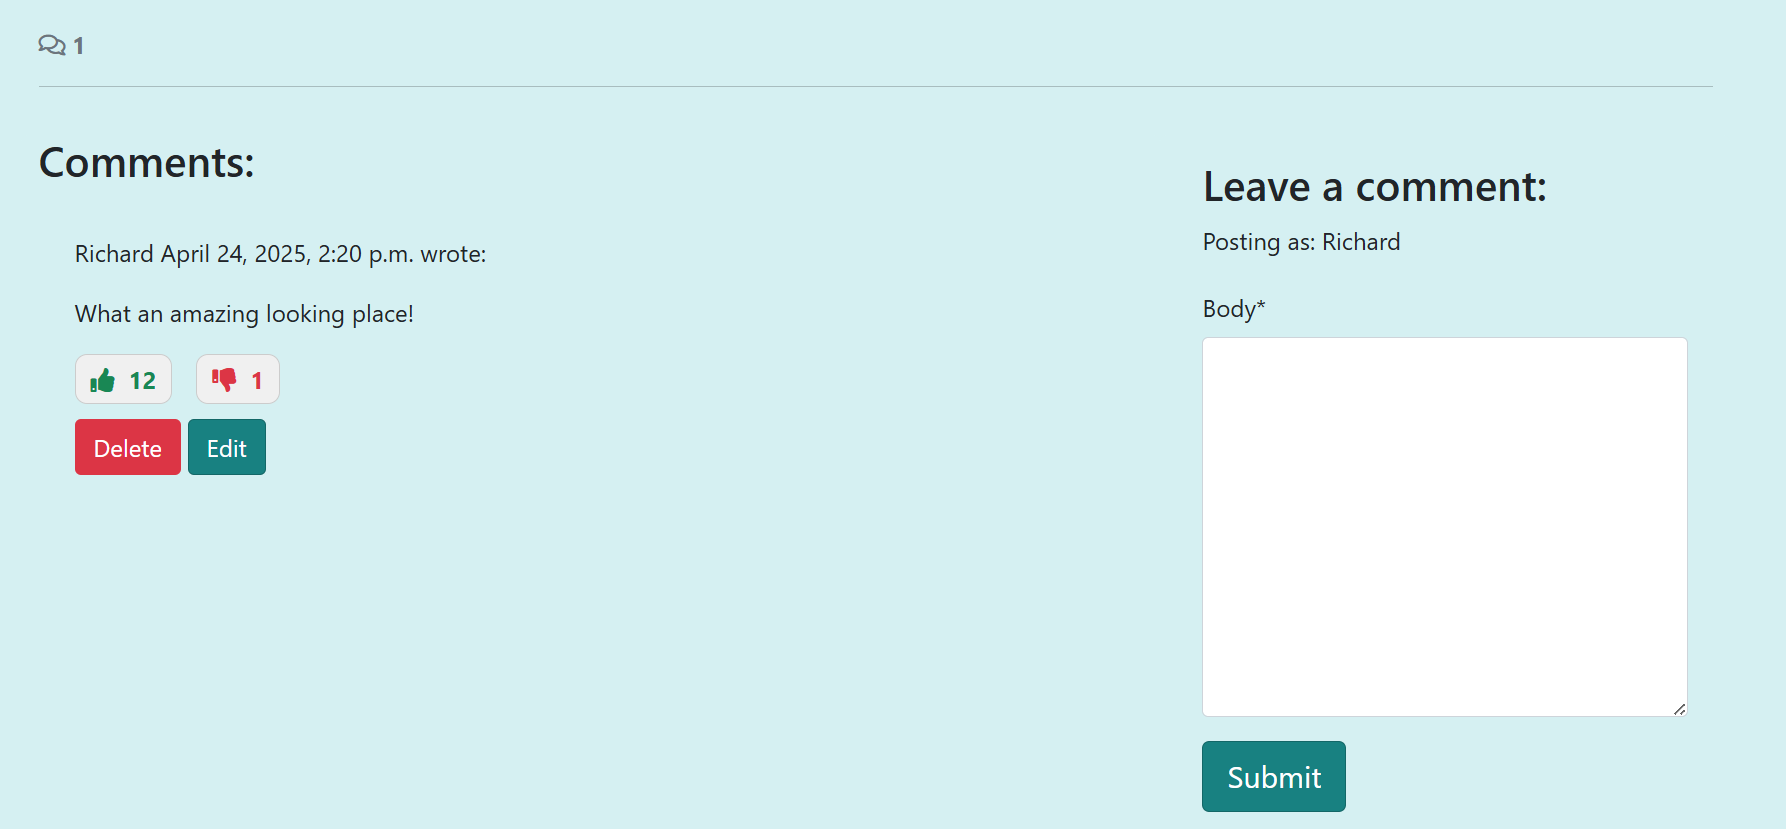 1
Comments:
Richard April 24, 2025, 2:20 p.m. wrote:
What an amazing looking place!
12 1
Delete Edit
Leave a comment:
Posting as: Richard
Body*
Submit